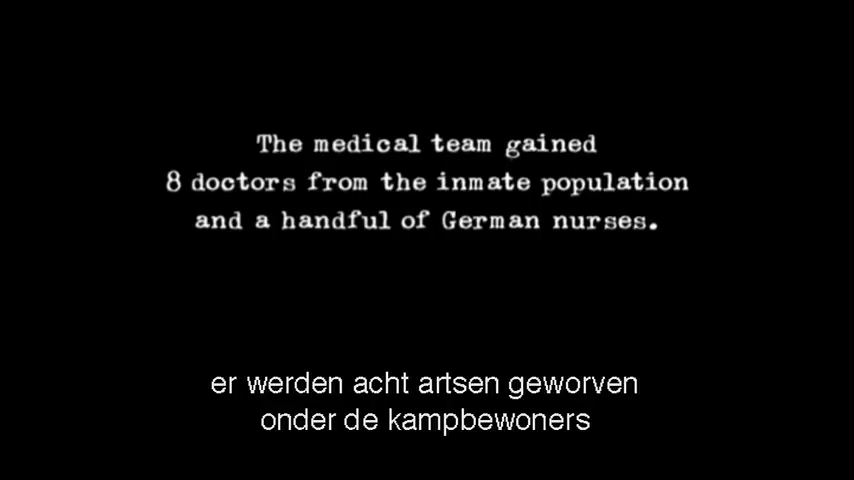 The medical team gained
8 doctors from the inmate population
and a handful of German nurses.
er werden acht artsen geworven
onder de kampbewoners